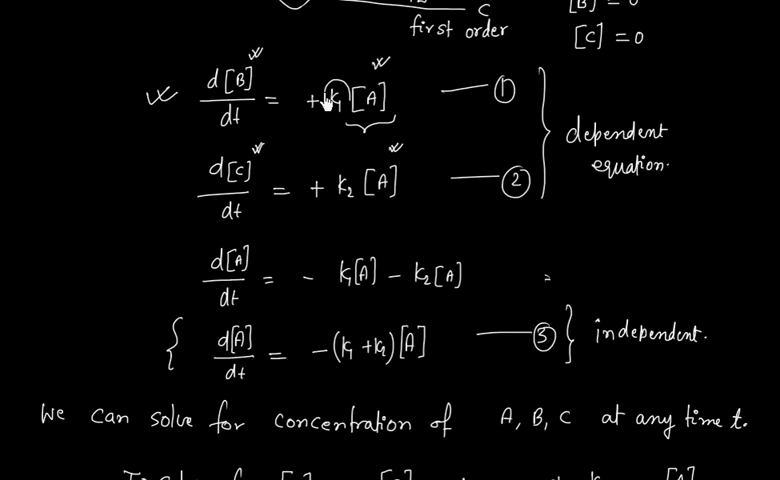 C
first order
[B] = 0
[C] = 0
d[B]/dt = + k₁ [A] —— ①
d[C]/dt = + k₂ [A] —— ②
dependent
equation.
d[A]/dt = - k₁[A] - k₂[A] =
{ d[A]/dt = -(k₁ + k₂)[A] —— ③ } independent.
We can solve for concentration of A, B, C at any time t.